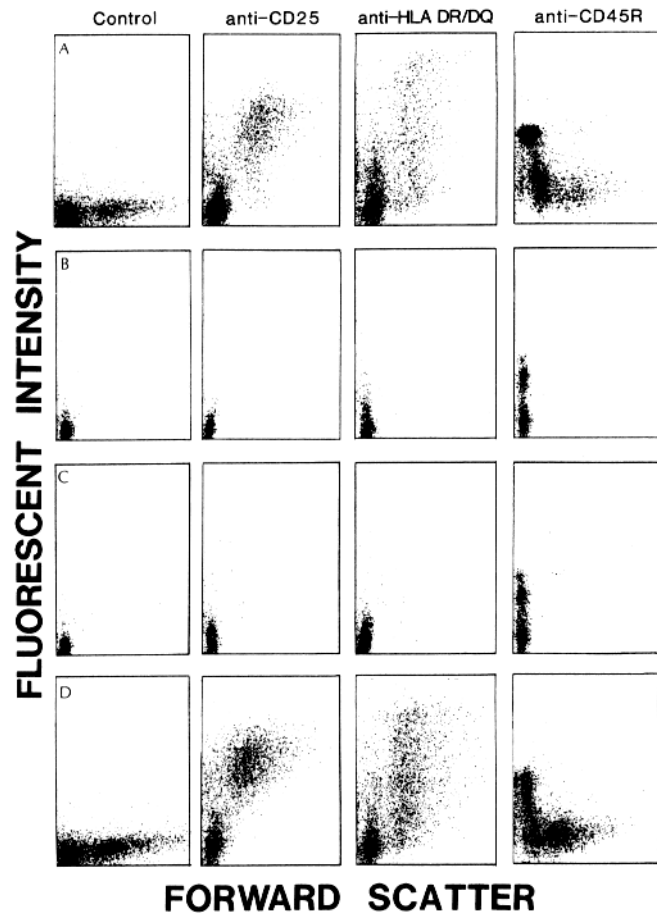 Control anti-CD25 anti-HLA DR/DQ anti-CD45R
A
B
C
D
FLUORESCENT INTENSITY
FORWARD SCATTER